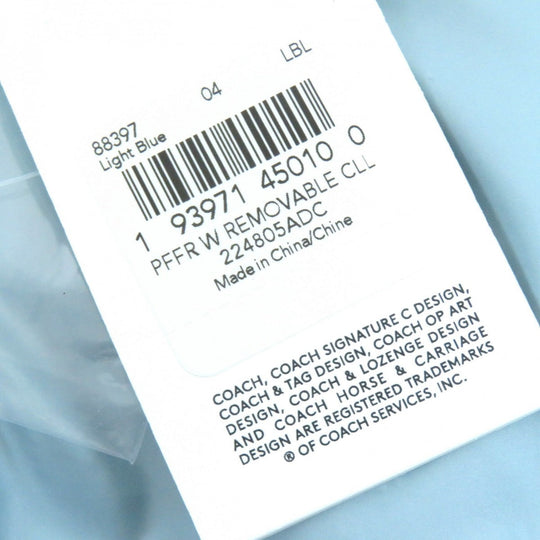 88397 04 LBL
Light Blue
1 93971 45010 0
PFFR W REMOVABLE CLL
224805ADC
Made in China/Chine
COACH, COACH SIGNATURE C DESIGN,
COACH & TAG DESIGN, COACH OP ART
DESIGN, COACH & LOZENGE DESIGN
AND COACH HORSE & CARRIAGE
DESIGN ARE REGISTERED TRADEMARKS
® OF COACH SERVICES, INC.